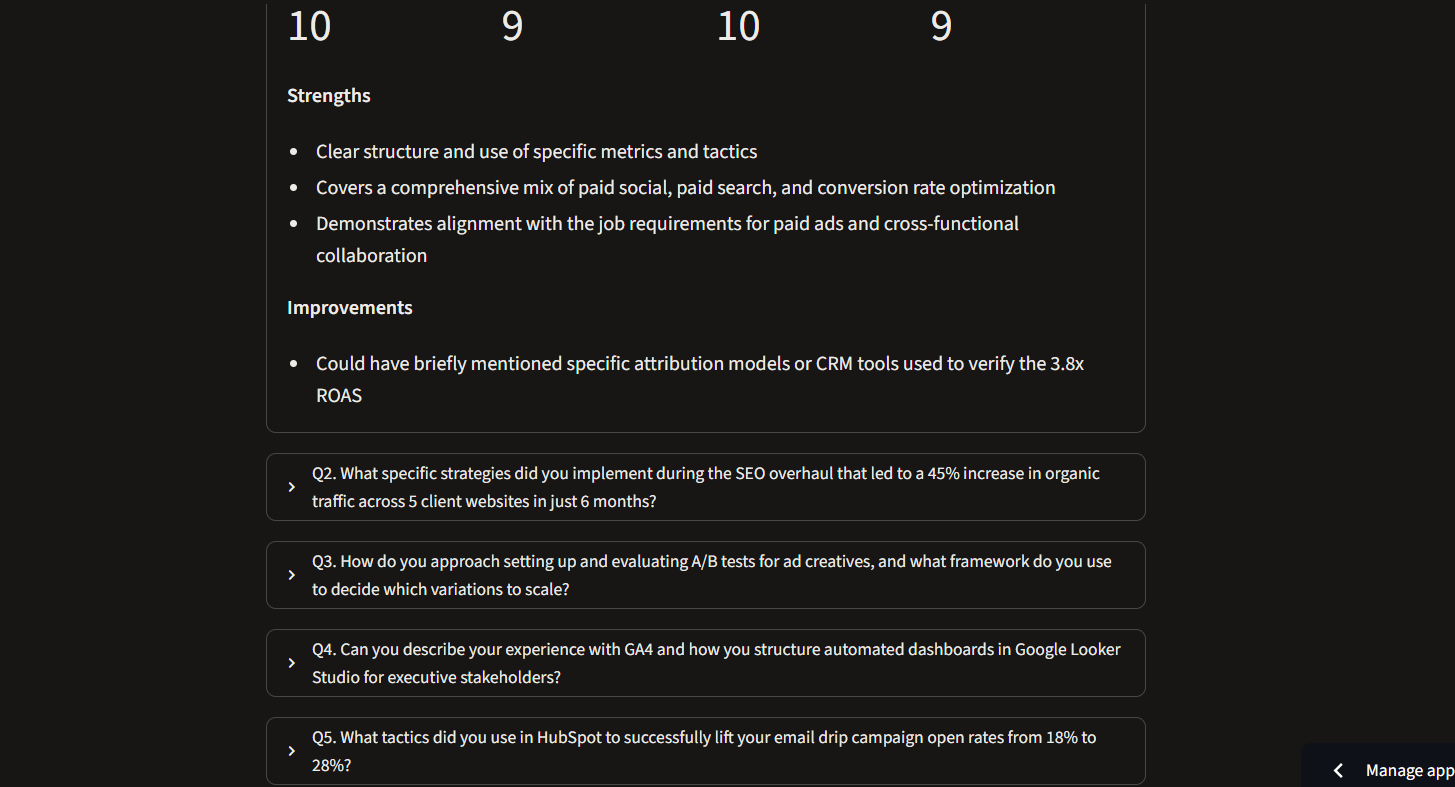 10 9 10 9
Strengths
Clear structure and use of specific metrics and tactics
Covers a comprehensive mix of paid social, paid search, and conversion rate optimization
Demonstrates alignment with the job requirements for paid ads and cross-functional
collaboration
Improvements
Could have briefly mentioned specific attribution models or CRM tools used to verify the 3.8x
ROAS
Q2. What specific strategies did you implement during the SEO overhaul that led to a 45% increase in organic
traffic across 5 client websites in just 6 months?
Q3. How do you approach setting up and evaluating A/B tests for ad creatives, and what framework do you use
to decide which variations to scale?
Q4. Can you describe your experience with GA4 and how you structure automated dashboards in Google Looker
Studio for executive stakeholders?
Q5. What tactics did you use in HubSpot to successfully lift your email drip campaign open rates from 18% to
28%?
Manage app